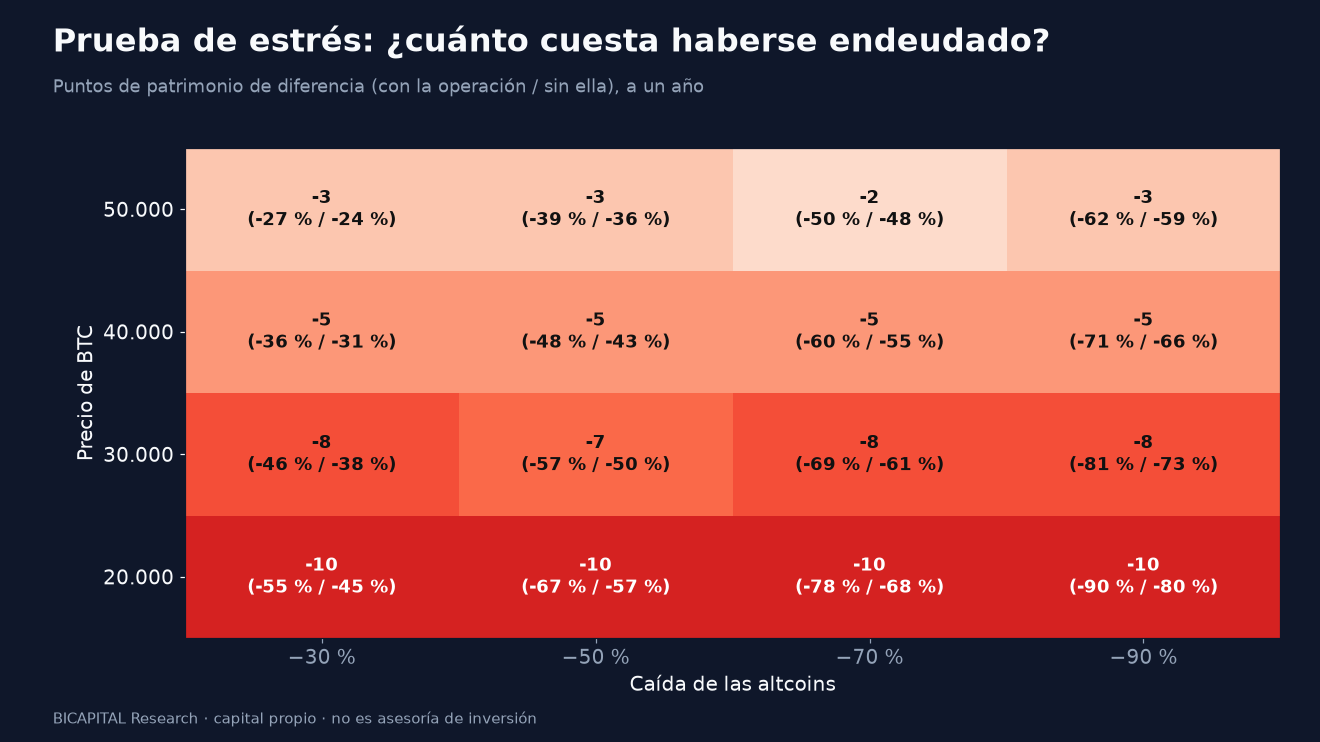 Prueba de estrés: ¿cuánto cuesta haberse endeudado?
Puntos de patrimonio de diferencia (con la operación / sin ella), a un año
Precio de BTC
50.000
-3
(-27 % / -24 %)
-3
(-39 % / -36 %)
-2
(-50 % / -48 %)
-3
(-62 % / -59 %)
40.000
-5
(-36 % / -31 %)
-5
(-48 % / -43 %)
-5
(-60 % / -55 %)
-5
(-71 % / -66 %)
30.000
-8
(-46 % / -38 %)
-7
(-57 % / -50 %)
-8
(-69 % / -61 %)
-8
(-81 % / -73 %)
20.000
-10
(-55 % / -45 %)
-10
(-67 % / -57 %)
-10
(-78 % / -68 %)
-10
(-90 % / -80 %)
−30 %
−50 %
−70 %
−90 %
Caída de las altcoins
BICAPITAL Research · capital propio · no es asesoría de inversión